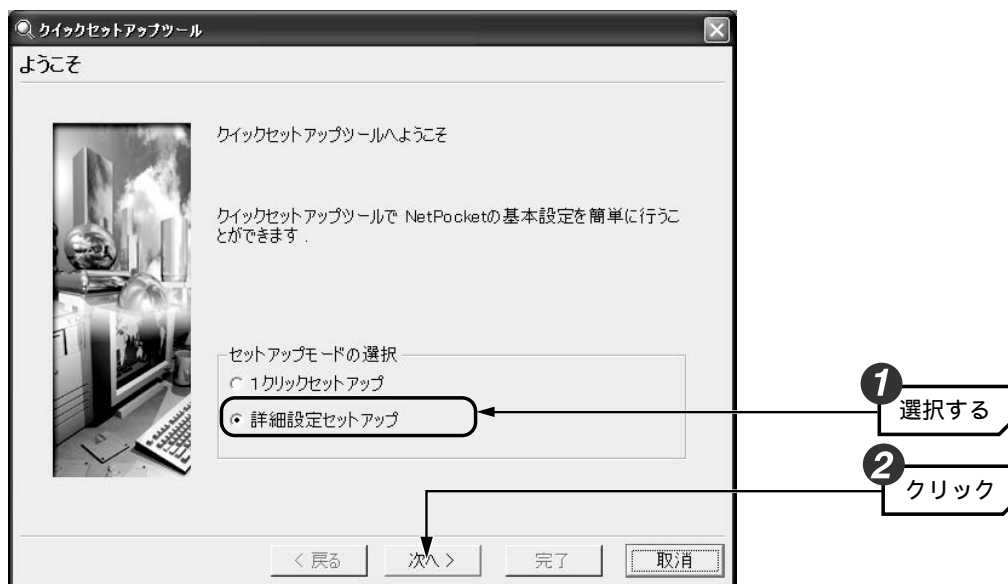 クイックセットアップツール
ようこそ
クイックセットアップツールへようこそ
クイックセットアップツールで NetPocketの基本設定を簡単に行うこ
とができます.
セットアップモードの選択
1クリックセットアップ
詳細設定セットアップ
1
選択する
2
クリック
< 戻る
次へ >
完了
取消